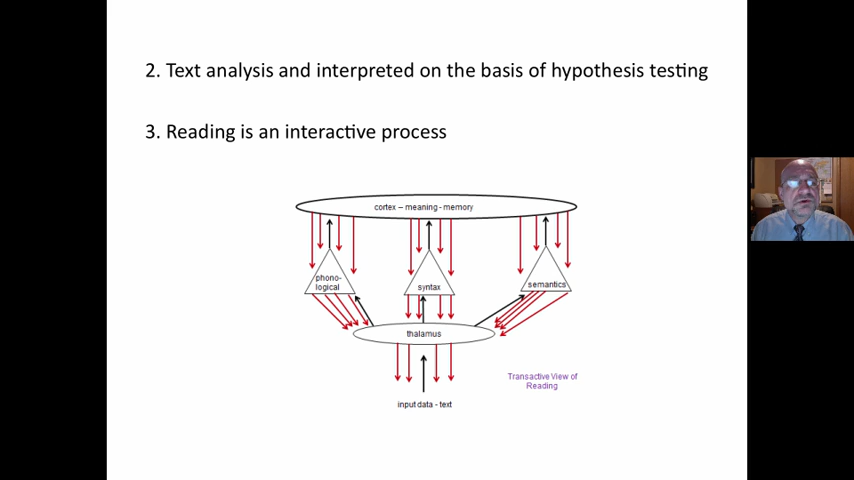 2. Text analysis and interpreted on the basis of hypothesis testing
3. Reading is an interactive process
cortex – meaning - memory
phono-
logical
syntax
semantics
thalamus
Transactive View of
Reading
input data - text